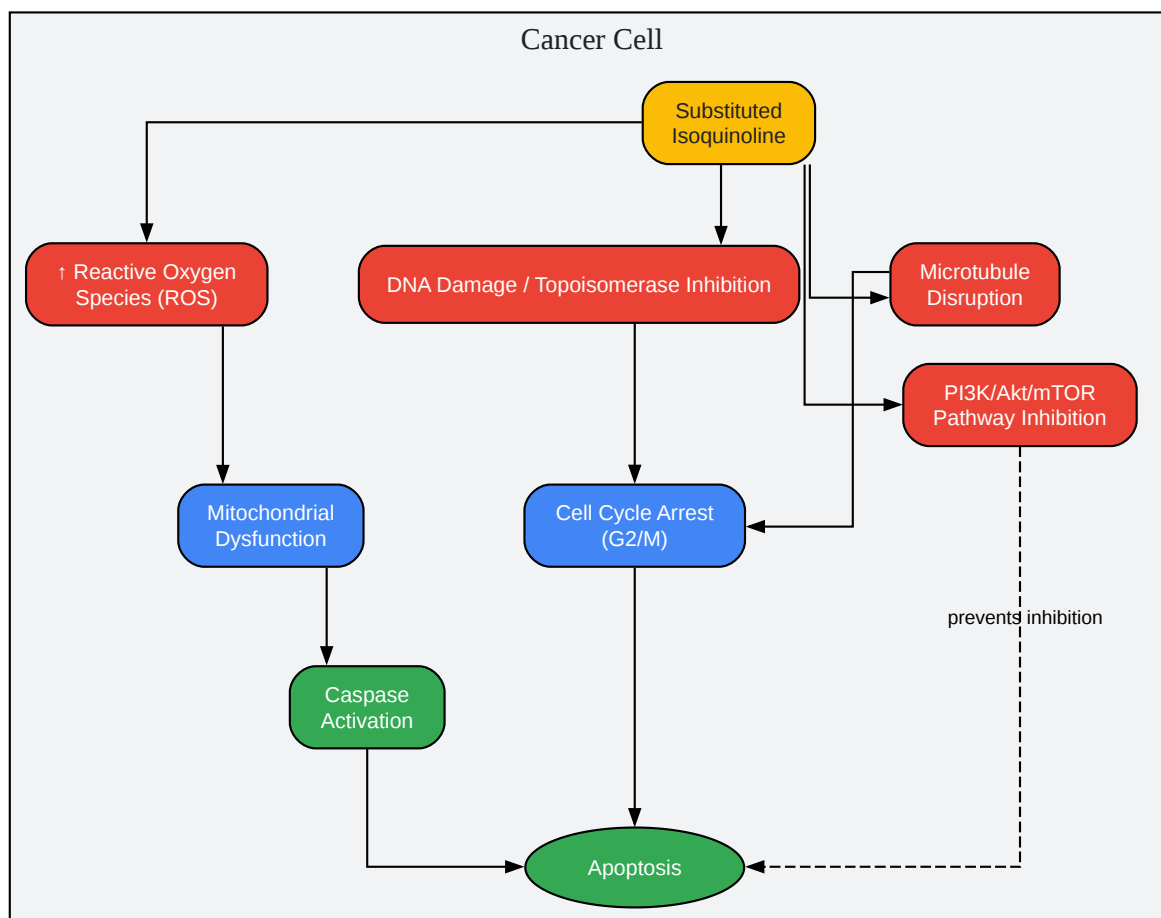 Cancer Cell
Substituted
Isoquinoline
↑ Reactive Oxygen
Species (ROS)
DNA Damage / Topoisomerase Inhibition
Microtubule
Disruption
PI3K/Akt/mTOR
Pathway Inhibition
Mitochondrial
Dysfunction
Cell Cycle Arrest
(G2/M)
prevents inhibition
Caspase
Activation
Apoptosis